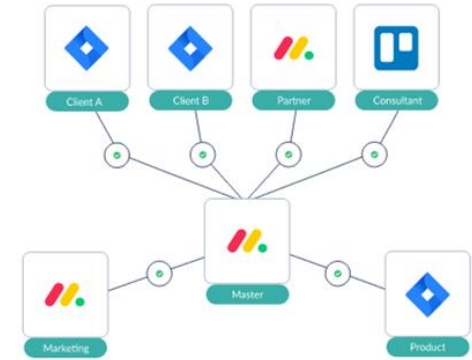 Client A
Client B
Partner
Consultant
Master
Marketing
Product